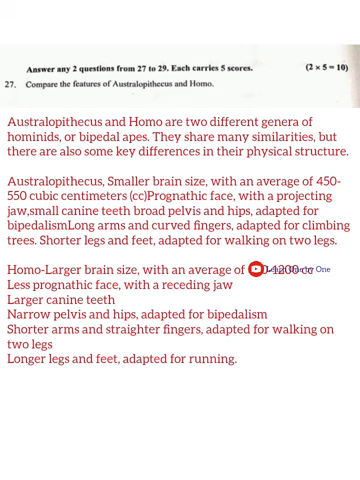 Answer any 2 questions from 27 to 29. Each carries 5 scores. (2 × 5 = 10)
27. Compare the features of Australopithecus and Homo.
Australopithecus and Homo are two different genera of
hominids, or bipedal apes. They share many similarities, but
there are also some key differences in their physical structure.
Australopithecus, Smaller brain size, with an average of 450-
550 cubic centimeters (cc)Prognathic face, with a projecting
jaw,small canine teeth broad pelvis and hips, adapted for
bipedalismLong arms and curved fingers, adapted for climbing
trees. Shorter legs and feet, adapted for walking on two legs.
Homo-Larger brain size, with an average of
Less prognathic face, with a receding jaw
Larger canine teeth
Narrow pelvis and hips, adapted for bipedalism
Shorter arms and straighter fingers, adapted for walking on
two legs
Longer legs and feet, adapted for running.